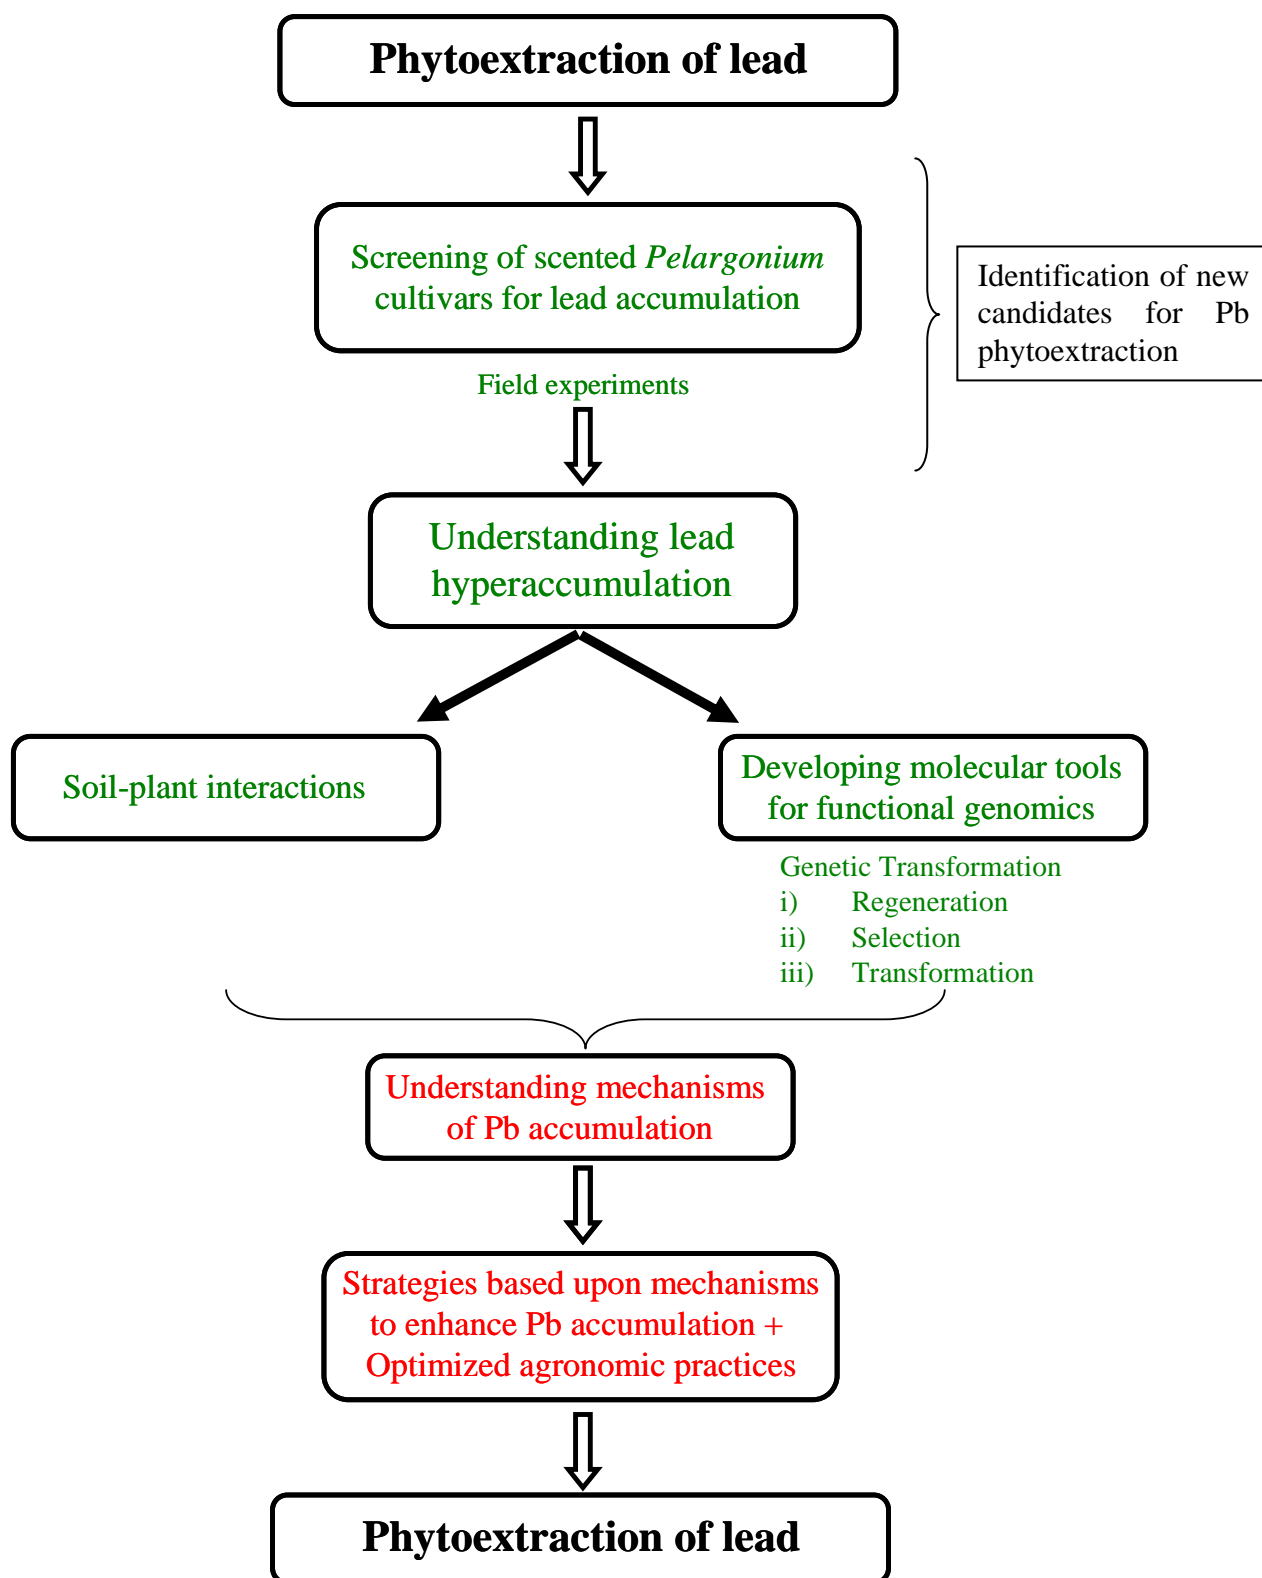 Phytoextraction of lead
Screening of scented Pelargonium
cultivars for lead accumulation
Identification of new
candidates for Pb
phytoextraction
Field experiments
Understanding lead
hyperaccumulation
Soil-plant interactions
Developing molecular tools
for functional genomics
Genetic Transformation
i) Regeneration
ii) Selection
iii) Transformation
Understanding mechanisms
of Pb accumulation
Strategies based upon mechanisms
to enhance Pb accumulation +
Optimized agronomic practices
Phytoextraction of lead